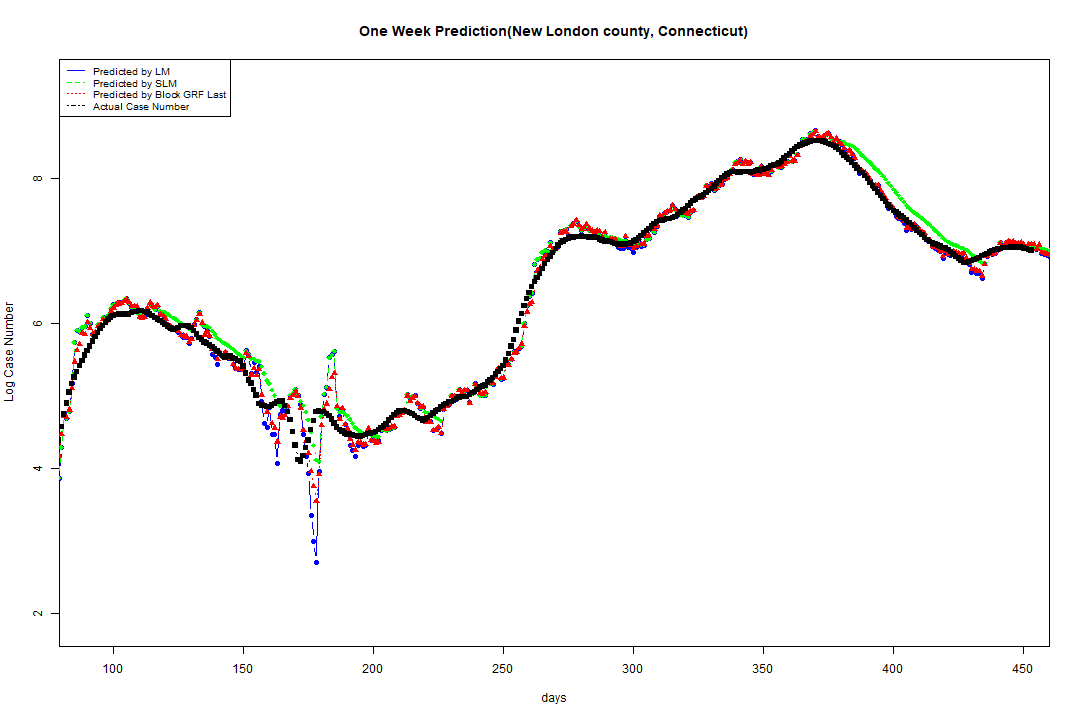 One Week Prediction(New London county, Connecticut)
Predicted by LM
Predicted by SLM
Predicted by Block GRF Last
Actual Case Number
8
6
4
2
Log Case Number
100 150 200 250 300 350 400 450
days